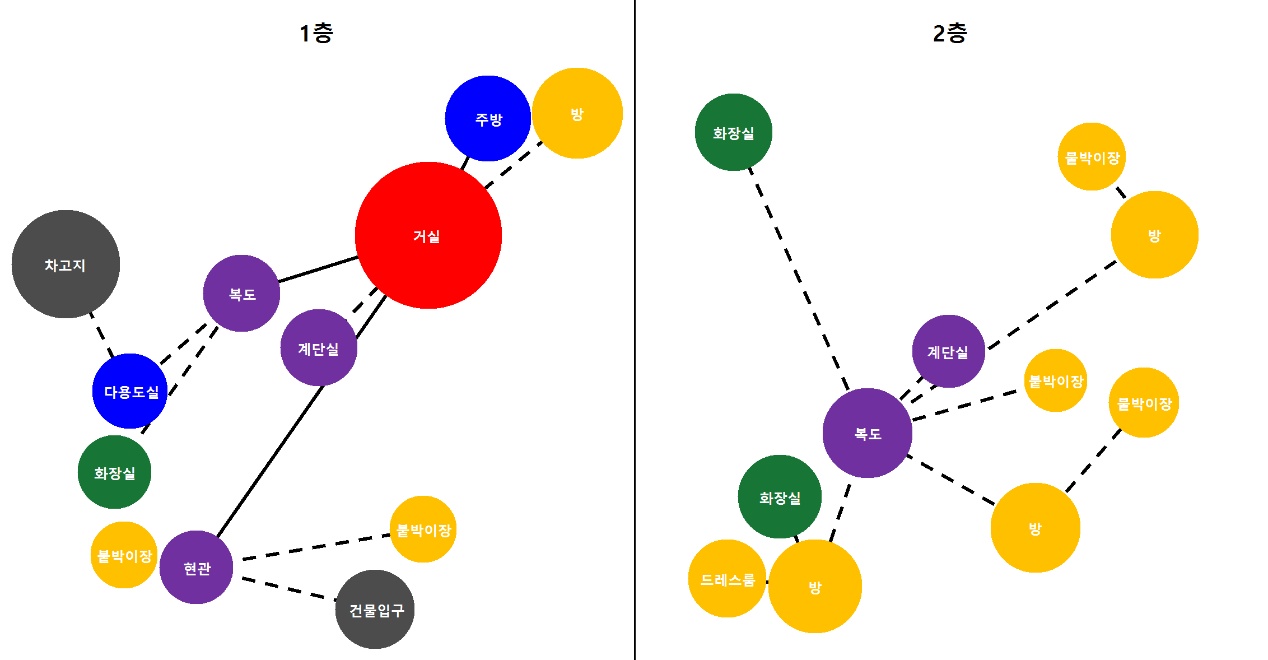 1층
주방
방
거실
차고지
복도
계단실
다용도실
화장실
붙박이장
현관
붙박이장
건물입구
2층
화장실
물박이장
방
계단실
붙박이장
물박이장
복도
화장실
방
드레스룸
방